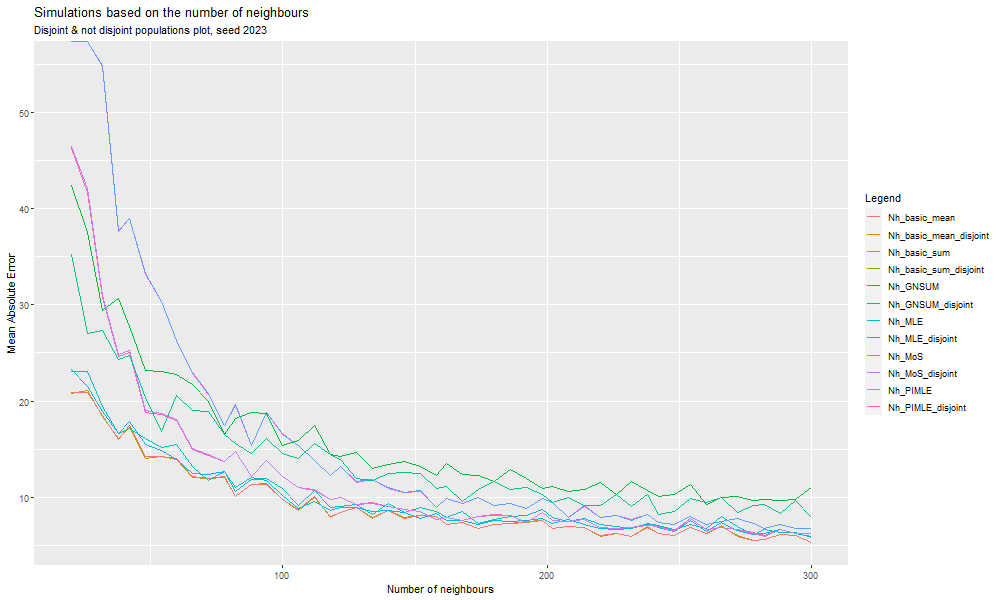 Simulations based on the number of neighbours
Disjoint & not disjoint populations plot, seed 2023
Mean Absolute Error
50
40
30
20
10
100
200
300
Number of neighbours
Legend
Nh_basic_mean
Nh_basic_mean_disjoint
Nh_basic_sum
Nh_basic_sum_disjoint
Nh_GNSUM
Nh_GNSUM_disjoint
Nh_MLE
Nh_MLE_disjoint
Nh_MoS
Nh_MoS_disjoint
Nh_PIMLE
Nh_PIMLE_disjoint